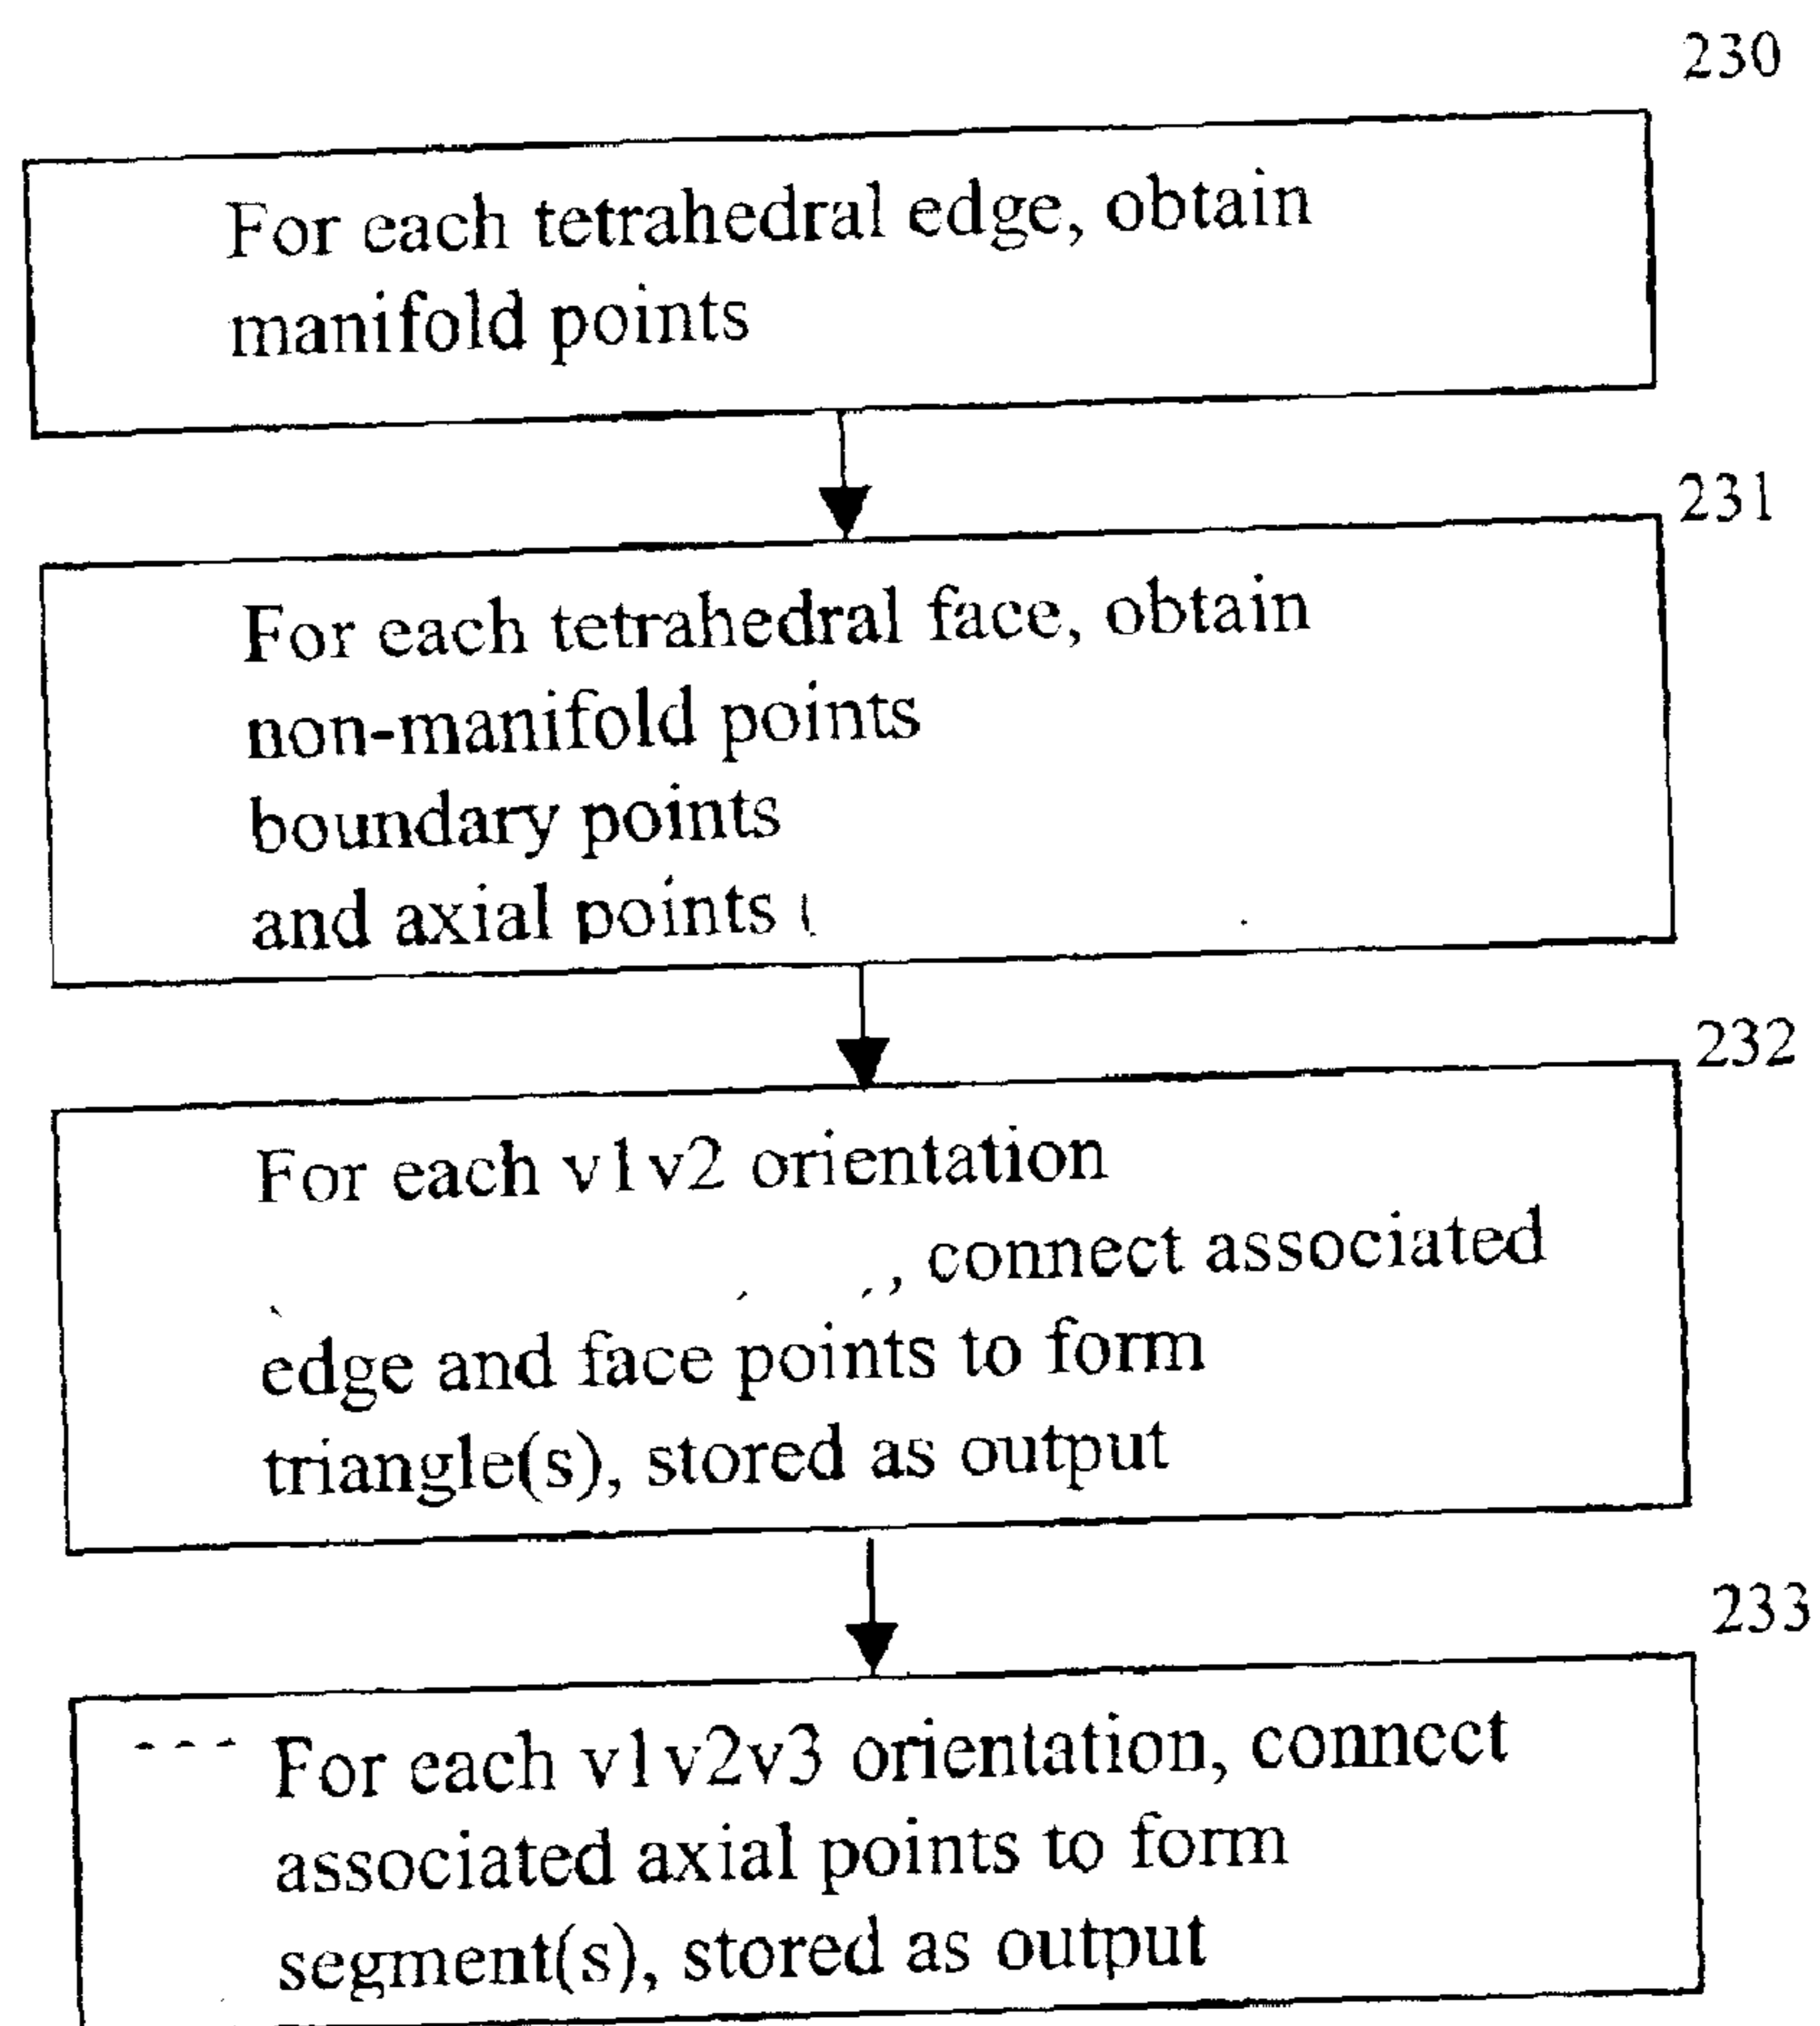 230
For each tetrahedral edge, obtain
manifold points
231
For each tetrahedral face, obtain
non-manifold points
boundary points
and axial points
232
For each v1v2 orientation
, connect associated
edge and face points to form
triangle(s), stored as output
233
For each v1v2v3 orientation, connect
associated axial points to form
segment(s), stored as output